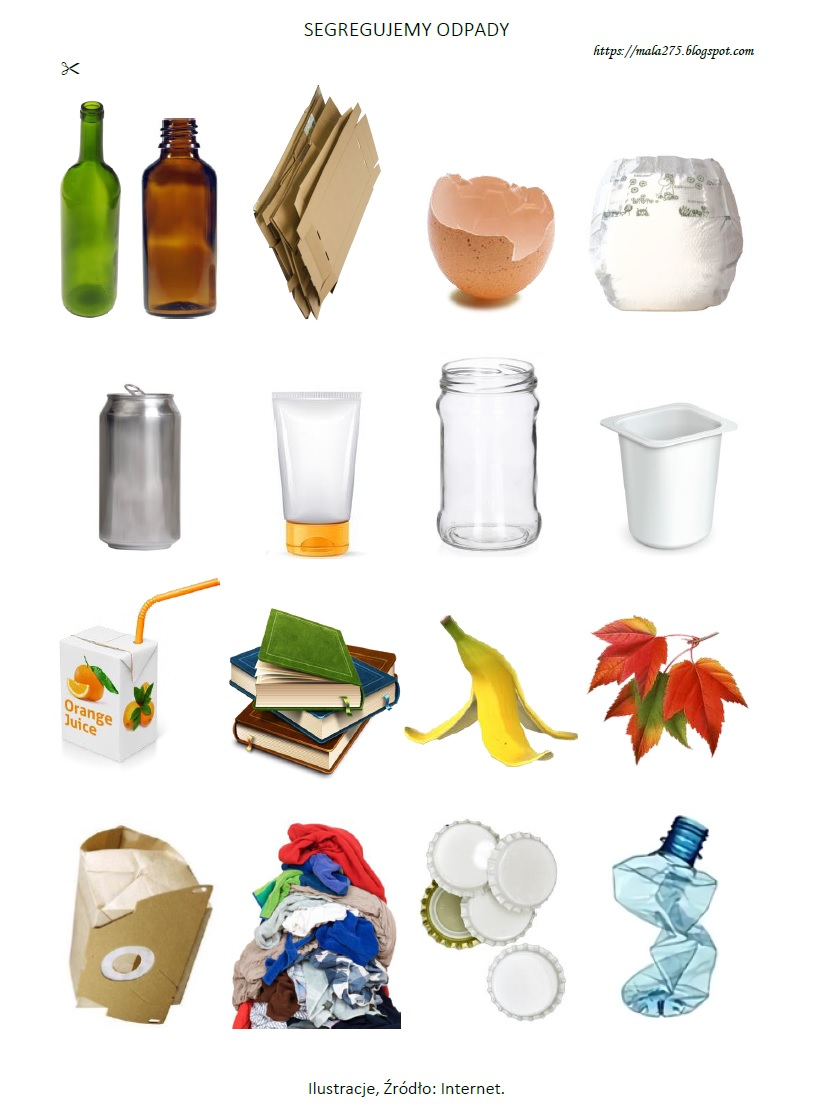 SEGREGUJEMY ODPADY
https://mala275.blogspot.com
Orange
Juice
Ilustracje, Źródło: Internet.